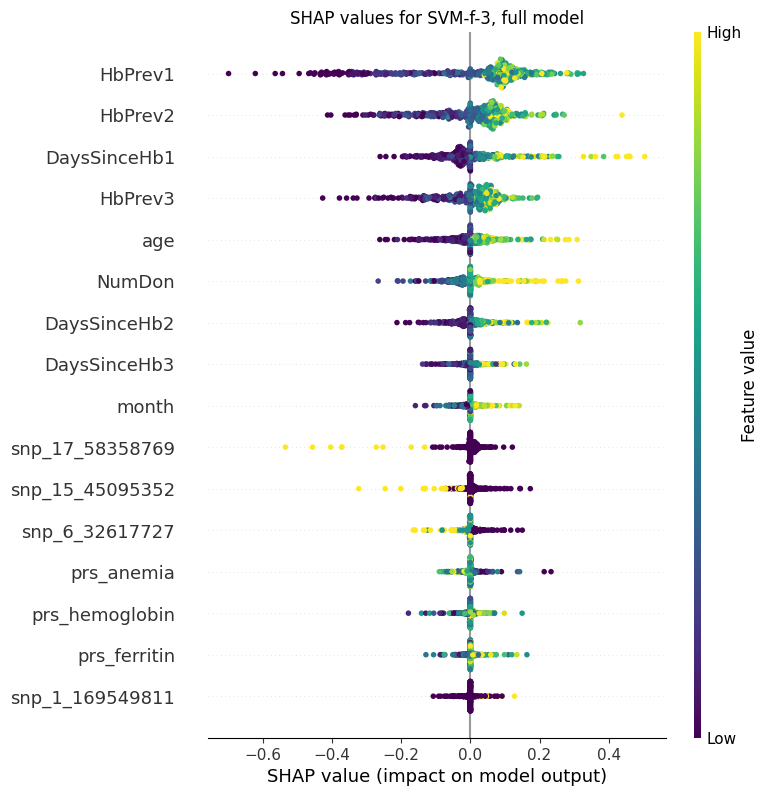 SHAP values for SVM-f-3, full model
High
HbPrev1
HbPrev2
DaysSinceHb1
HbPrev3
age
NumDon
DaysSinceHb2
DaysSinceHb3
month
snp_17_58358769
snp_15_45095352
snp_6_32617727
prs_anemia
prs_hemoglobin
prs_ferritin
snp_1_169549811
Feature value
Low
−0.6 −0.4 −0.2 0.0 0.2 0.4
SHAP value (impact on model output)